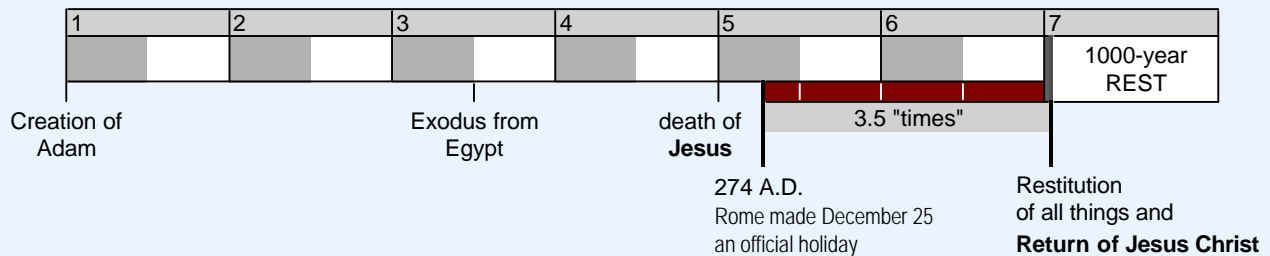 1 2 3 4 5 6 7
1000-year
REST
3.5 "times"
Creation of
Adam
Exodus from
Egypt
death of
Jesus
274 A.D.
Rome made December 25
an official holiday
Restitution
of all things and
Return of Jesus Christ